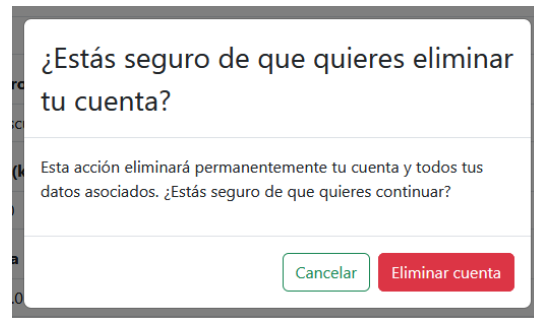 ¿Estás seguro de que quieres eliminar
tu cuenta?
Esta acción eliminará permanentemente tu cuenta y todos tus
datos asociados. ¿Estás seguro de que quieres continuar?
Cancelar
Eliminar cuenta